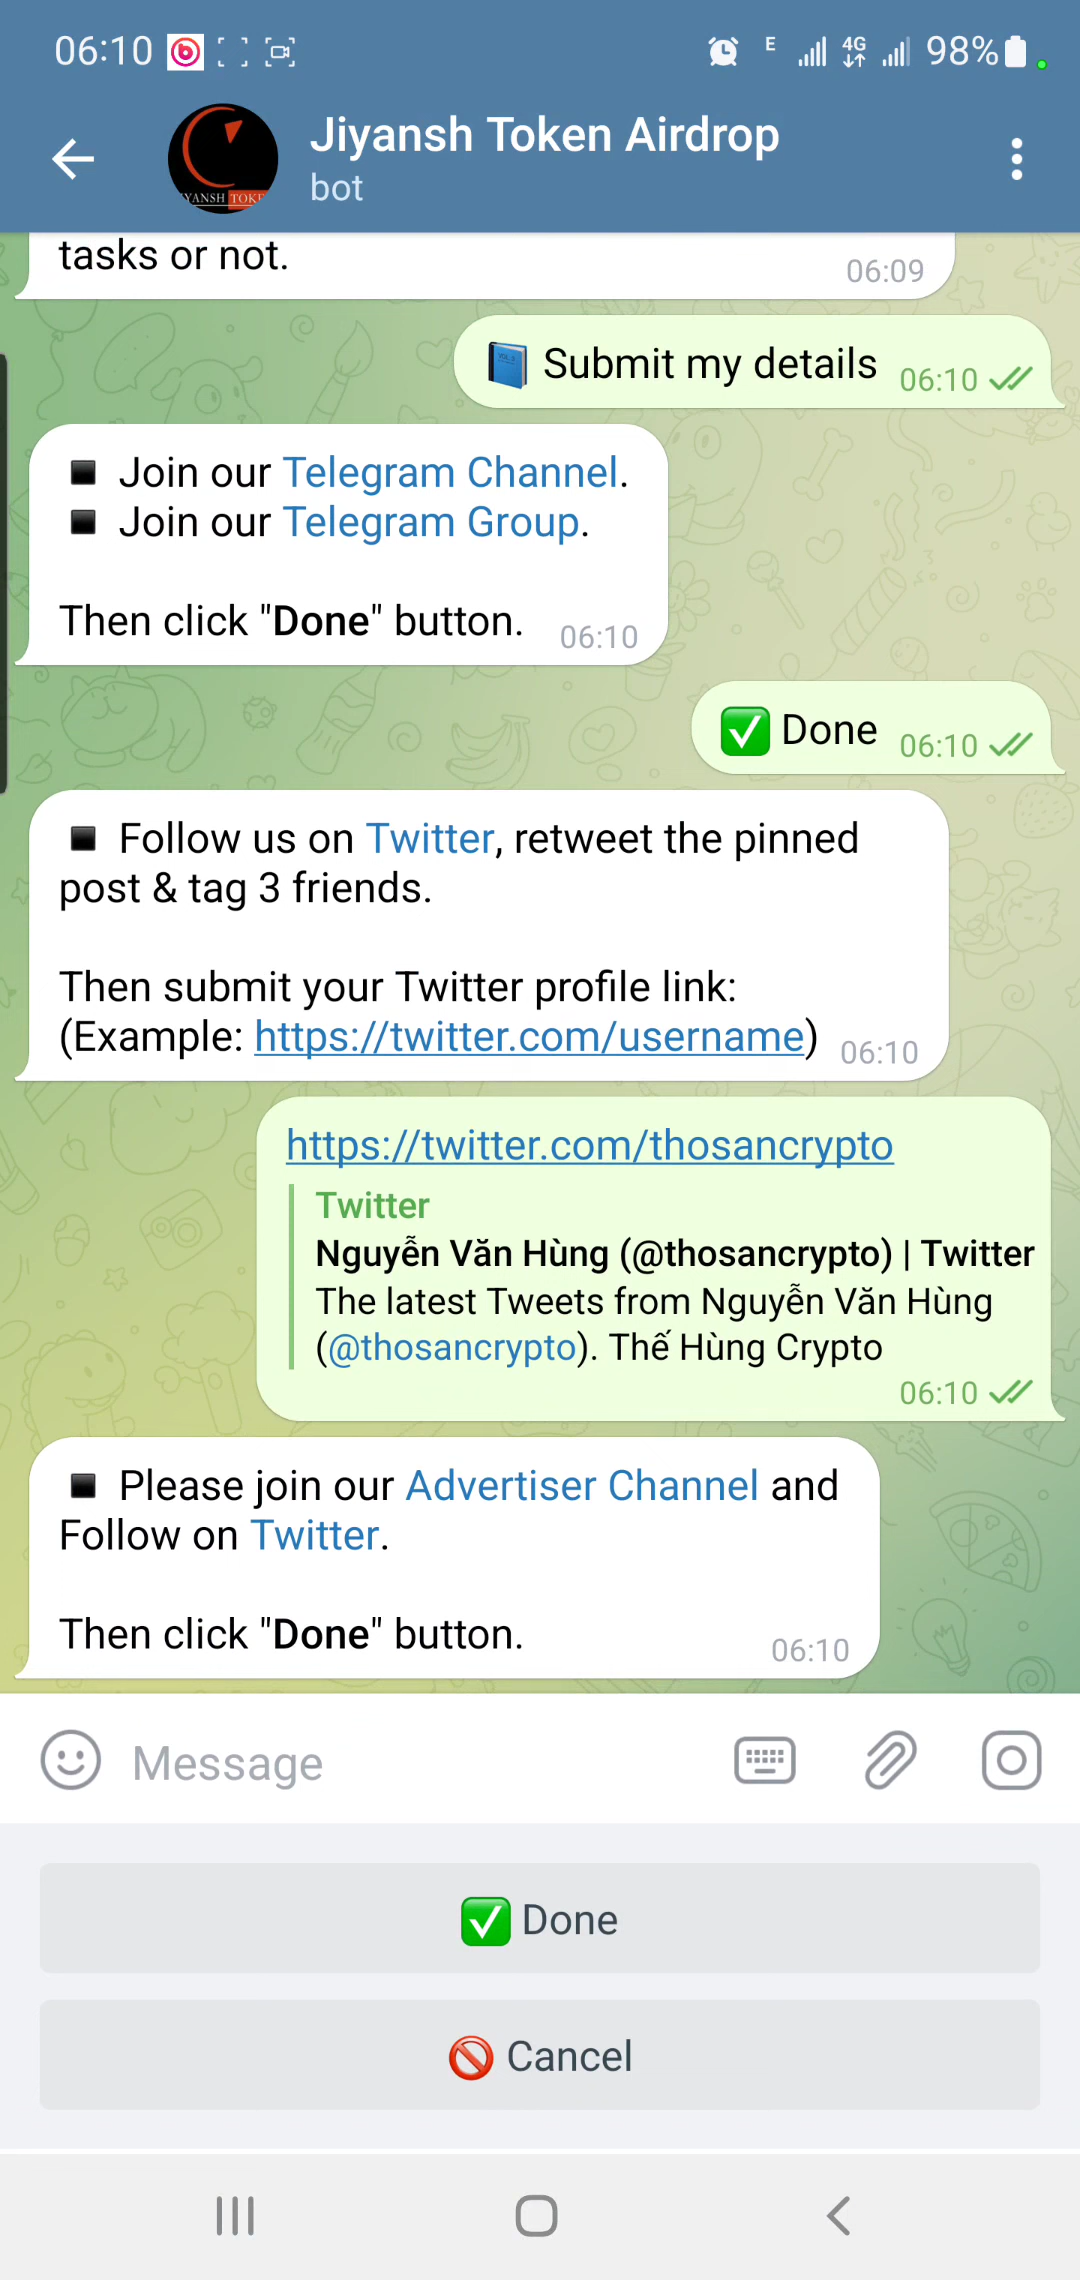 06:10
E 4G 98%
Jiyansh Token Airdrop
bot
YANSH TOKE
tasks or not.
06:09
Submit my details
06:10
Join our Telegram Channel.
Join our Telegram Group.
Then click "Done" button.
06:10
Done
06:10
Follow us on Twitter, retweet the pinned
post & tag 3 friends.
Then submit your Twitter profile link:
(Example: https://twitter.com/username)
06:10
https://twitter.com/thosancrypto
Twitter
Nguyễn Văn Hùng (@thosancrypto) | Twitter
The latest Tweets from Nguyễn Văn Hùng
(@thosancrypto). Thế Hùng Crypto
06:10
Please join our Advertiser Channel and
Follow on Twitter.
Then click "Done" button.
06:10
Message
Done
Cancel